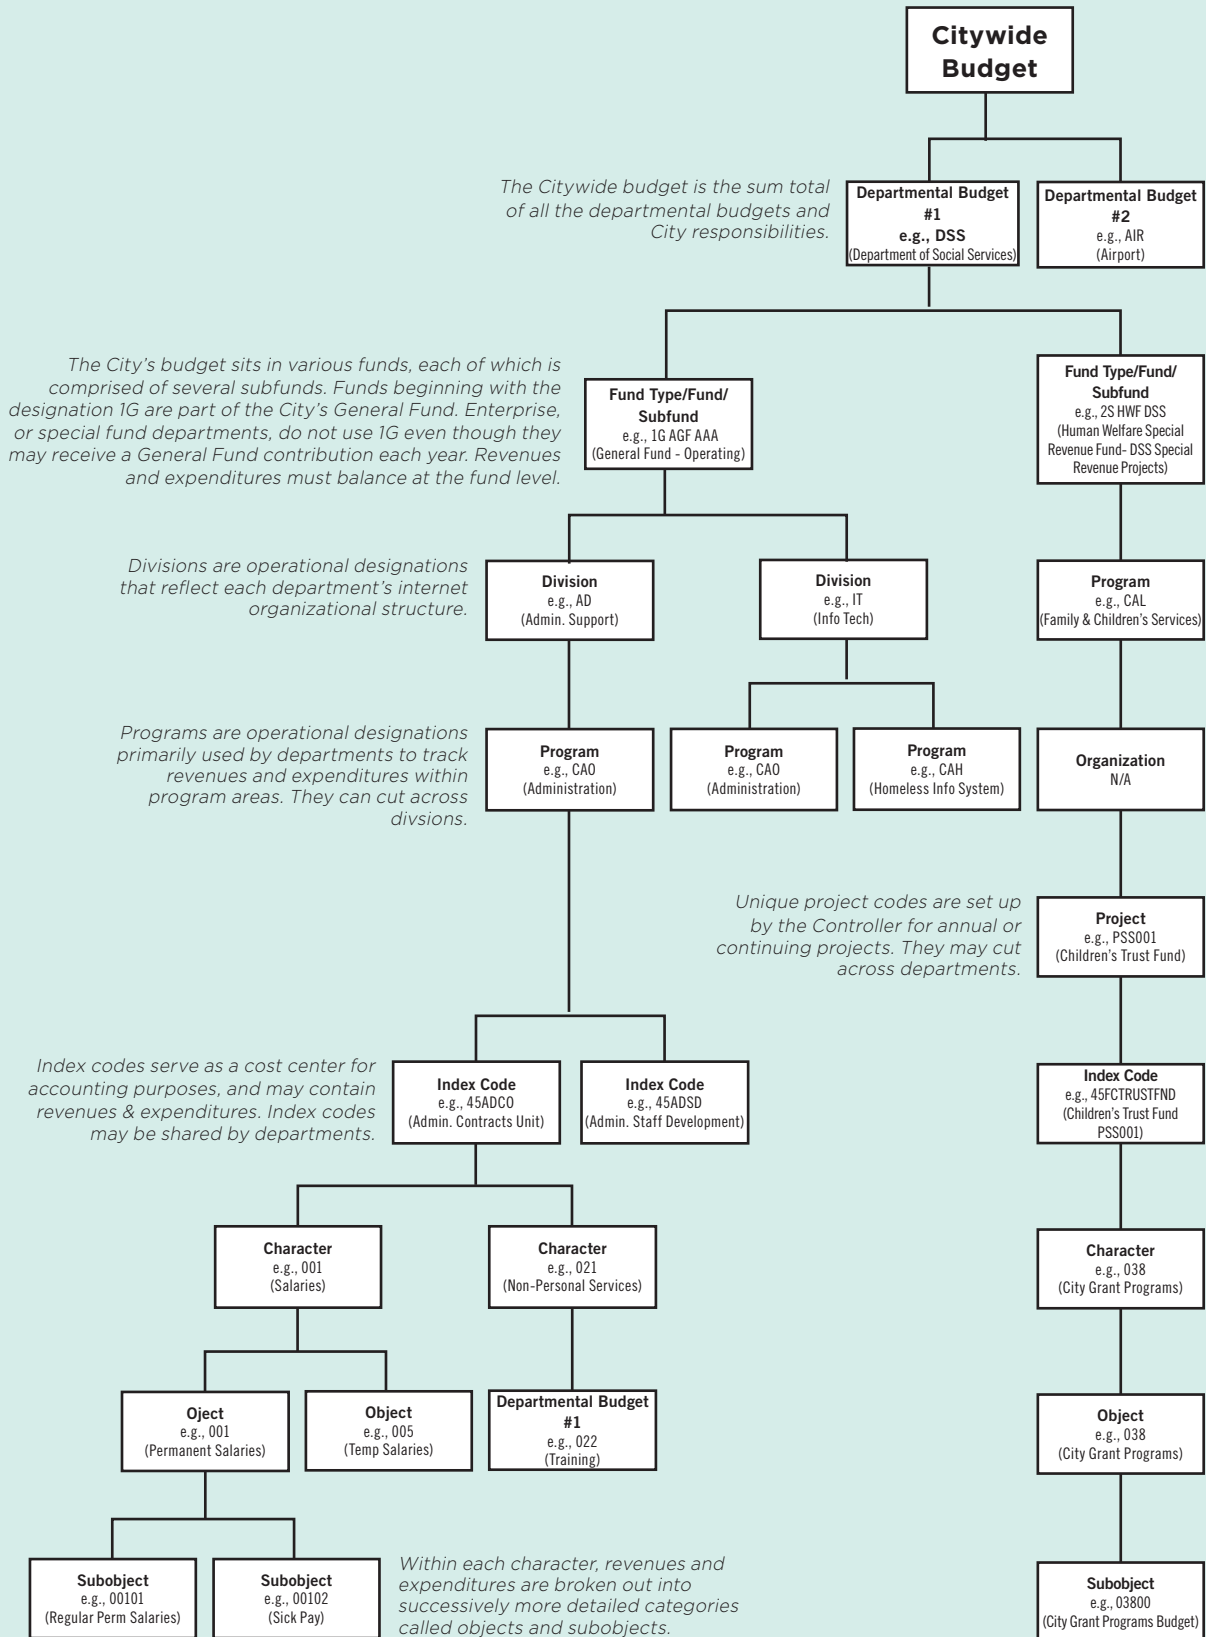 Citywide
Budget
The Citywide budget is the sum total
of all the departmental budgets and
City responsibilities.
Departmental Budget
#1
e.g., DSS
(Department of Social Services)
Departmental Budget
#2
e.g., AIR
(Airport)
The City's budget sits in various funds, each of which is
comprised of several subfunds. Funds beginning with the
designation 1G are part of the City's General Fund. Enterprise,
or special fund departments, do not use 1G even though they
may receive a General Fund contribution each year. Revenues
and expenditures must balance at the fund level.
Fund Type/Fund/
Subfund
e.g., 1G AGF AAA
(General Fund - Operating)
Fund Type/Fund/
Subfund
e.g., 2S HWF DSS
(Human Welfare Special
Revenue Fund- DSS Special
Revenue Projects)
Divisions are operational designations
that reflect each department's internet
organizational structure.
Division
e.g., AD
(Admin. Support)
Division
e.g., IT
(Info Tech)
Program
e.g., CAL
(Family & Children's Services)
Programs are operational designations
primarily used by departments to track
revenues and expenditures within
program areas. They can cut across
divsions.
Program
e.g., CAO
(Administration)
Program
e.g., CAO
(Administration)
Program
e.g., CAH
(Homeless Info System)
Organization
N/A
Unique project codes are set up
by the Controller for annual or
continuing projects. They may cut
across departments.
Project
e.g., PSS001
(Children's Trust Fund)
Index codes serve as a cost center for
accounting purposes, and may contain
revenues & expenditures. Index codes
may be shared by departments.
Index Code
e.g., 45ADCO
(Admin. Contracts Unit)
Index Code
e.g., 45ADSD
(Admin. Staff Development)
Index Code
e.g., 45FCTRUSTFND
(Children's Trust Fund
PSS001)
Character
e.g., 001
(Salaries)
Character
e.g., 021
(Non-Personal Services)
Character
e.g., 038
(City Grant Programs)
Oject
e.g., 001
(Permanent Salaries)
Object
e.g., 005
(Temp Salaries)
Departmental Budget
#1
e.g., 022
(Training)
Object
e.g., 038
(City Grant Programs)
Subobject
e.g., 00101
(Regular Perm Salaries)
Subobject
e.g., 00102
(Sick Pay)
Within each character, revenues and
expenditures are broken out into
successively more detailed categories
called objects and subobjects.
Subobject
e.g., 03800
(City Grant Programs Budget)